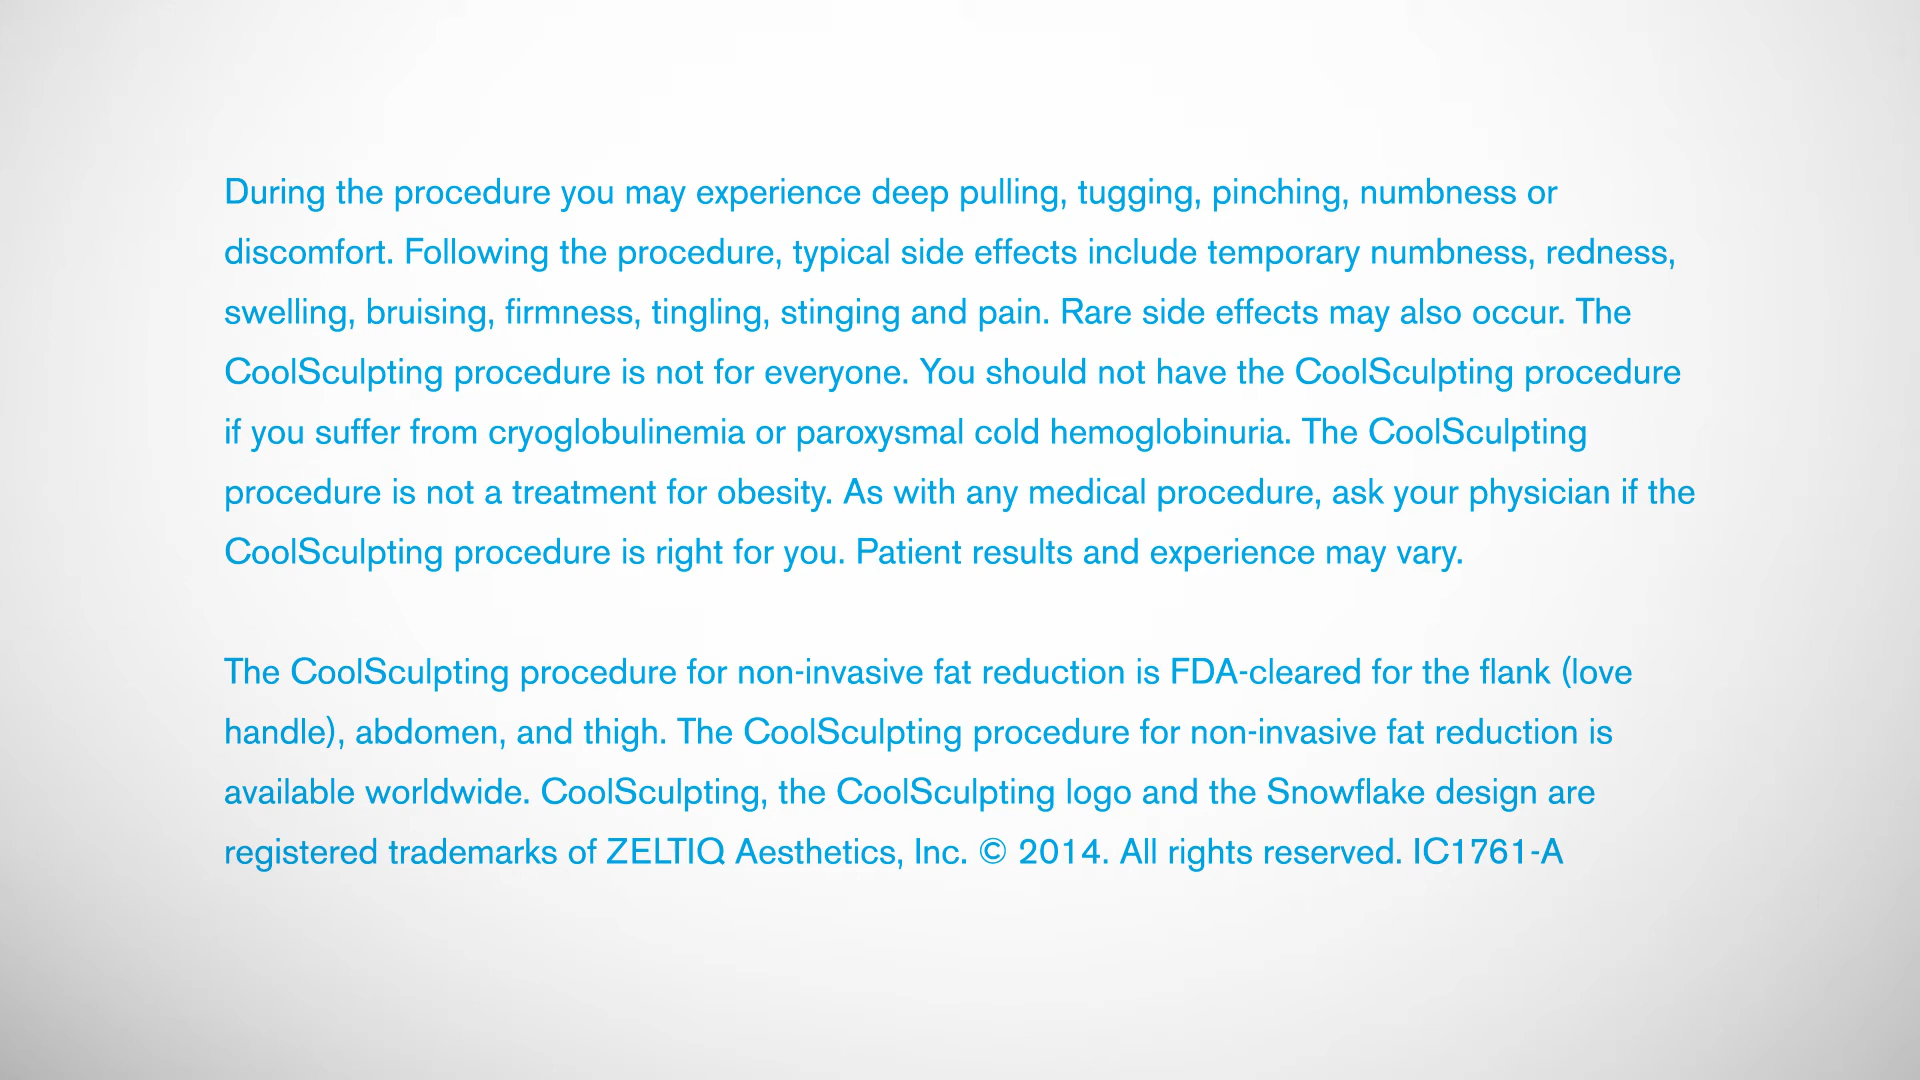 During the procedure you may experience deep pulling, tugging, pinching, numbness or
discomfort. Following the procedure, typical side effects include temporary numbness, redness,
swelling, bruising, firmness, tingling, stinging and pain. Rare side effects may also occur. The
CoolSculpting procedure is not for everyone. You should not have the CoolSculpting procedure
if you suffer from cryoglobulinemia or paroxysmal cold hemoglobinuria. The CoolSculpting
procedure is not a treatment for obesity. As with any medical procedure, ask your physician if the
CoolSculpting procedure is right for you. Patient results and experience may vary.
The CoolSculpting procedure for non-invasive fat reduction is FDA-cleared for the flank (love
handle), abdomen, and thigh. The CoolSculpting procedure for non-invasive fat reduction is
available worldwide. CoolSculpting, the CoolSculpting logo and the Snowflake design are
registered trademarks of ZELTIQ Aesthetics, Inc. © 2014. All rights reserved. IC1761-A